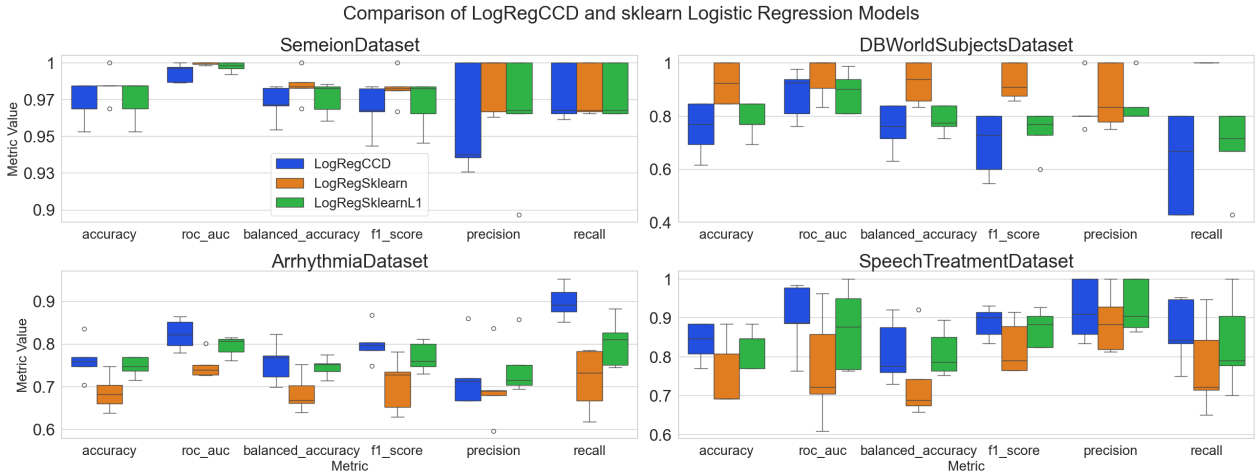 Comparison of LogRegCCD and sklearn Logistic Regression Models
SemeionDataset
Metric Value
1
0.97
0.95
0.93
0.9
LogRegCCD
LogRegSklearn
LogRegSklearnL1
accuracy roc_auc balanced_accuracy f1_score precision recall
DBWorldSubjectsDataset
1
0.8
0.6
0.4
accuracy roc_auc balanced_accuracy f1_score precision recall
ArrhythmiaDataset
Metric Value
0.9
0.8
0.7
0.6
accuracy roc_auc balanced_accuracy f1_score precision recall
Metric
SpeechTreatmentDataset
1
0.9
0.8
0.7
0.6
accuracy roc_auc balanced_accuracy f1_score precision recall
Metric